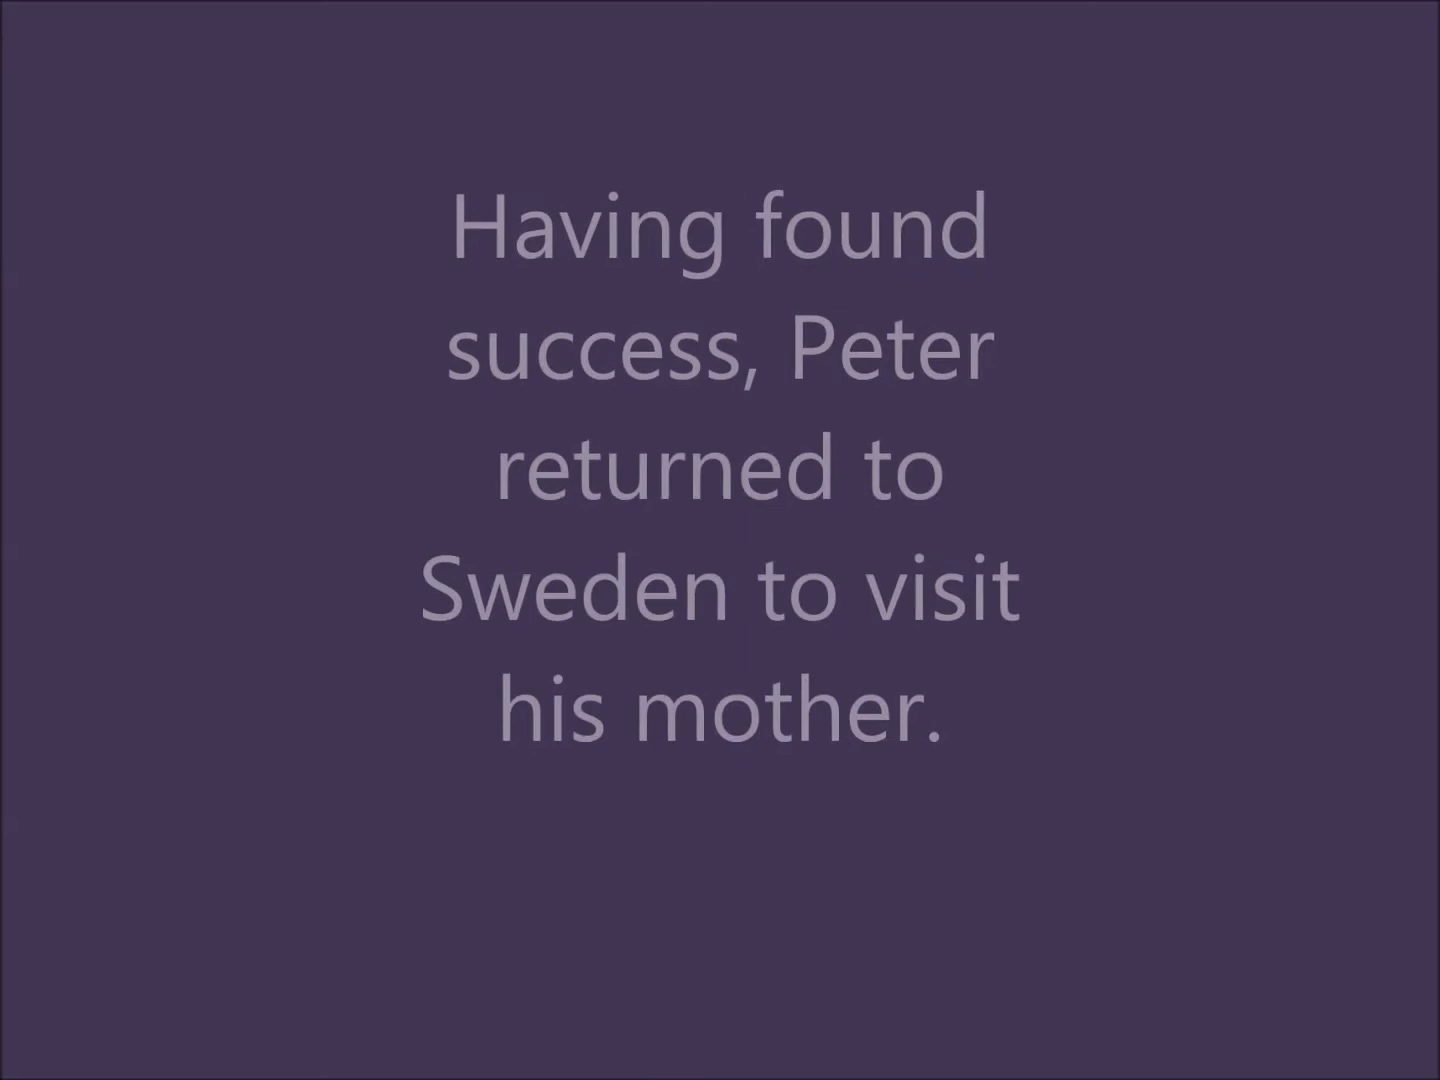 Having found
success, Peter
returned to
Sweden to visit
his mother.